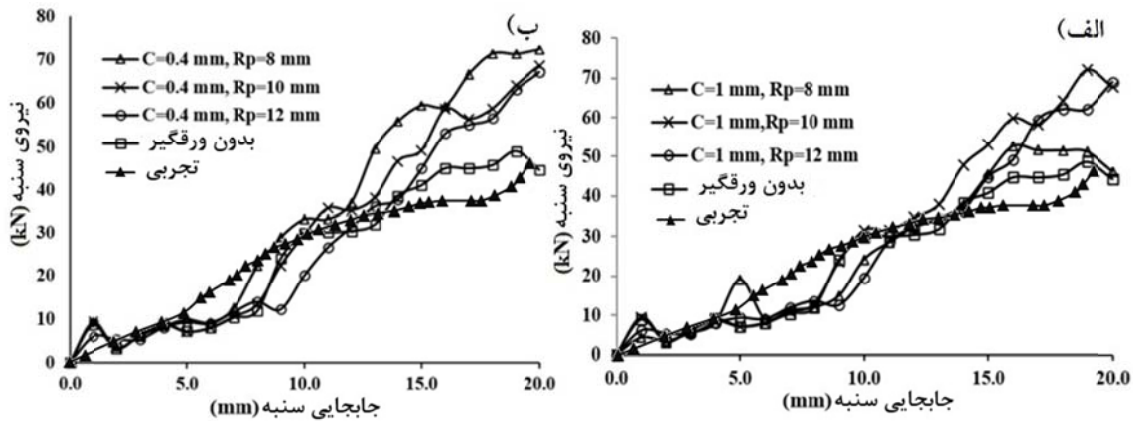 الف)
80
70
60
50
40
30
20
10
0
نیروی سنبه (kN)
C=1 mm, Rp=8 mm
C=1 mm,Rp=10 mm
C=1 mm, Rp=12 mm
بدون ورقگیر
تجربی
0.0 5.0 10.0 15.0 20.0
جابجایی سنبه (mm)
ب)
80
70
60
50
40
30
20
10
0
نیروی سنبه (kN)
C=0.4 mm, Rp=8 mm
C=0.4 mm, Rp=10 mm
C=0.4 mm, Rp=12 mm
بدون ورقگیر
تجربی
0.0 5.0 10.0 15.0 20.0
جابجایی سنبه (mm)